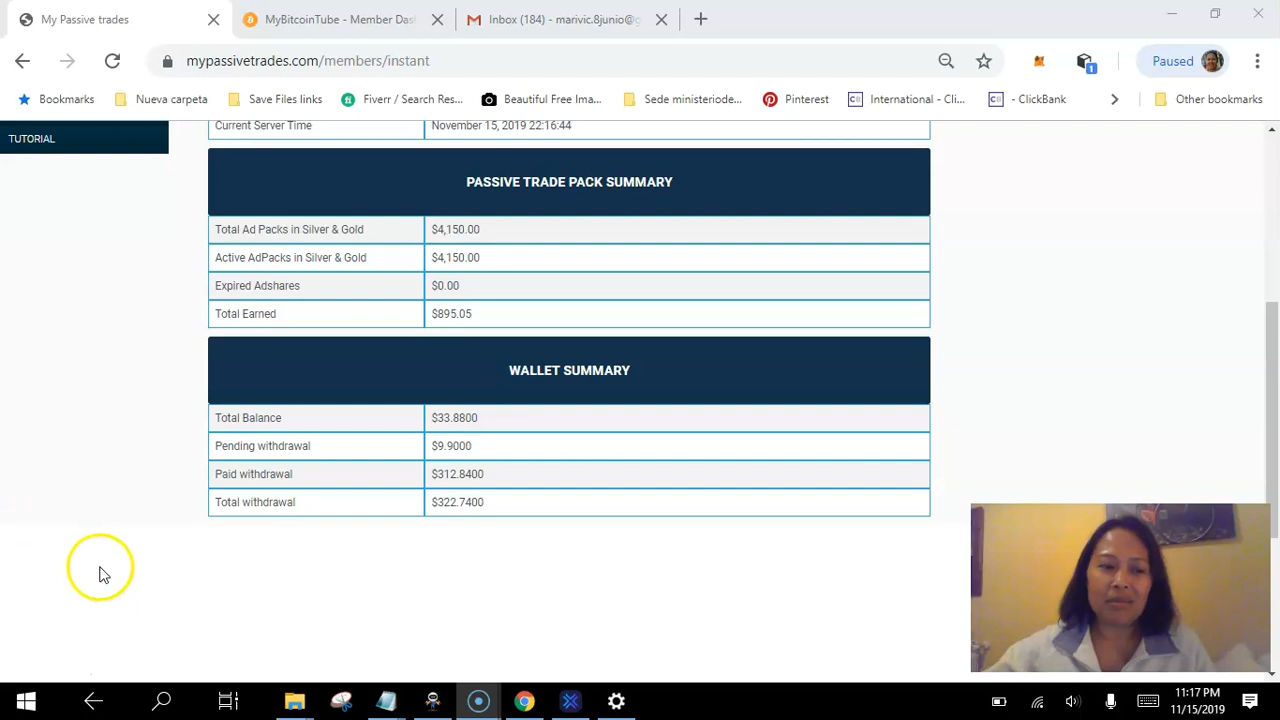 My Passive trades
MyBitcoinTube - Member Das
Inbox (184) - marivic.8junio@g
mypassivetrades.com/members/instant
Paused
1
Bookmarks
Nueva carpeta
Save Files links
Fiverr / Search Res...
Beautiful Free Ima...
Sede ministeriode...
Pinterest
International - Cli...
- ClickBank
Other bookmarks
TUTORIAL
Current Server Time November 15, 2019 22:16:44
PASSIVE TRADE PACK SUMMARY
Total Ad Packs in Silver & Gold $4,150.00
Active AdPacks in Silver & Gold $4,150.00
Expired Adshares $0.00
Total Earned $895.05
WALLET SUMMARY
Total Balance $33.8800
Pending withdrawal $9.9000
Paid withdrawal $312.8400
Total withdrawal $322.7400
11:17 PM
11/15/2019